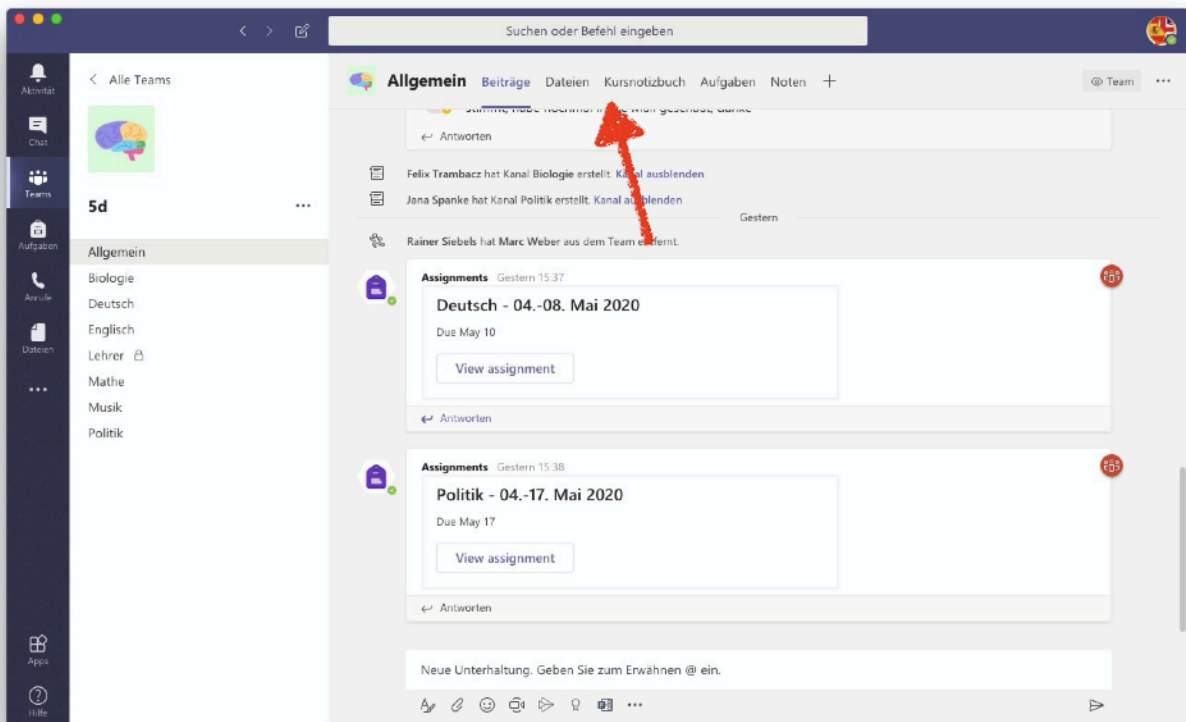 Suchen oder Befehl eingeben
Aktivität
Chat
Teams
Aufgaben
Anrufe
Dateien
Apps
Hilfe
Alle Teams
5d
Allgemein
Biologie
Deutsch
Englisch
Lehrer
Mathe
Musik
Politik
Allgemein Beiträge Dateien Kursnotizbuch Aufgaben Noten + Team
Antworten
Felix Trambacz hat Kanal Biologie erstellt. Kanal ausblenden
Jana Spanke hat Kanal Politik erstellt. Kanal ausblenden
Gestern
Rainer Siebels hat Marc Weber aus dem Team entfernt.
Assignments Gestern 15:37
Deutsch - 04.-08. Mai 2020
Due May 10
View assignment
Antworten
Assignments Gestern 15:38
Politik - 04.-17. Mai 2020
Due May 17
View assignment
Antworten
Neue Unterhaltung. Geben Sie zum Erwähnen @ ein.